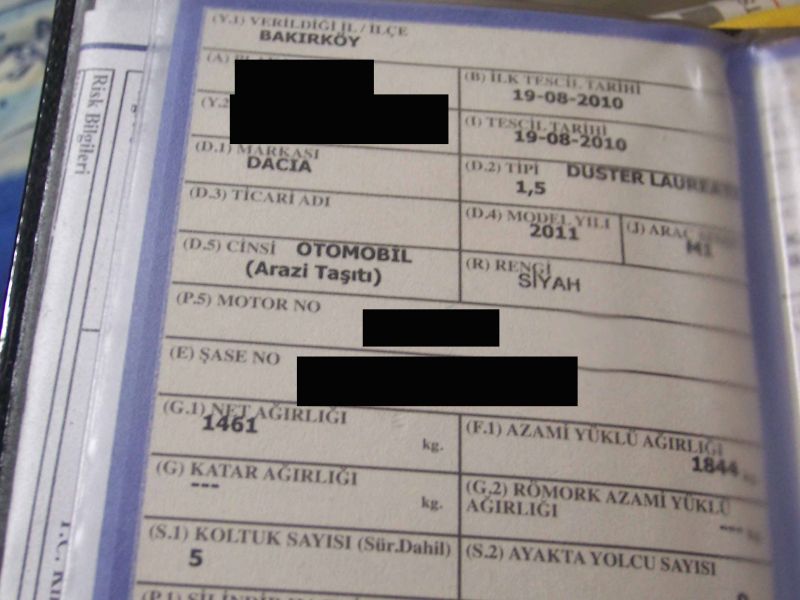 (Y.1) VERİLDİĞİ İL / İLÇE
BAKIRKÖY
(A)
(B) İLK TESCİL TARİHİ
19-08-2010
(I) TESCİL TARİHİ
19-08-2010
(D.1) MARKASI
DACIA
(D.2) TİPİ DUSTER
1,5
(D.3) TİCARİ ADI
(D.4) MODEL YILI
2011
(J) ARAÇ
M1
(D.5) CİNSİ OTOMOBİL
(Arazi Taşıtı)
(R) RENGİ
SİYAH
(P.5) MOTOR NO
(E) ŞASE NO
(G.1) NET AĞIRLIĞI
1461
kg.
(F.1) AZAMİ YÜKLÜ AĞIRLIĞI
1844
(G) KATAR AĞIRLIĞI
---
kg.
(G.2) RÖMORK AZAMİ YÜKLÜ
AĞIRLIĞI
---
(S.1) KOLTUK SAYISI (Sür.Dahil)
5
(S.2) AYAKTA YOLCU SAYISI
Risk Bilgileri